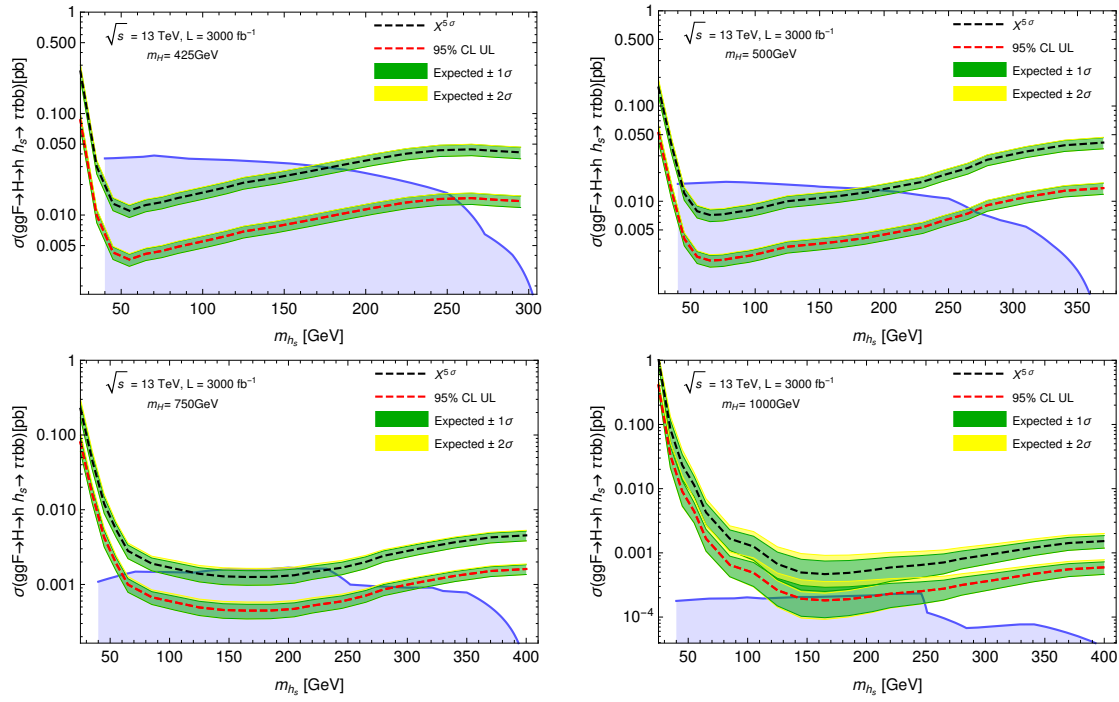 σ(ggF→H→h h_s→ ττbb)[pb]
1
0.500
0.100
0.050
0.010
0.005
√s = 13 TeV, L = 3000 fb⁻¹
m_H= 425GeV
X^5σ
95% CL UL
Expected ± 1σ
Expected ± 2σ
50 100 150 200 250 300
m_h_s [GeV]
σ(ggF→H→h h_s→ ττbb)[pb]
1
0.500
0.100
0.050
0.010
0.005
√s = 13 TeV, L = 3000 fb⁻¹
m_H= 500GeV
X^5σ
95% CL UL
Expected ± 1σ
Expected ± 2σ
50 100 150 200 250 300 350
m_h_s [GeV]
σ(ggF→H→h h_s→ ττbb)[pb]
1
0.100
0.010
0.001
√s = 13 TeV, L = 3000 fb⁻¹
m_H= 750GeV
X^5σ
95% CL UL
Expected ± 1σ
Expected ± 2σ
50 100 150 200 250 300 350 400
m_h_s [GeV]
σ(ggF→H→h h_s→ ττbb)[pb]
1
0.100
0.010
0.001
10⁻⁴
√s = 13 TeV, L = 3000 fb⁻¹
m_H= 1000GeV
X^5σ
95% CL UL
Expected ± 1σ
Expected ± 2σ
50 100 150 200 250 300 350 400
m_h_s [GeV]